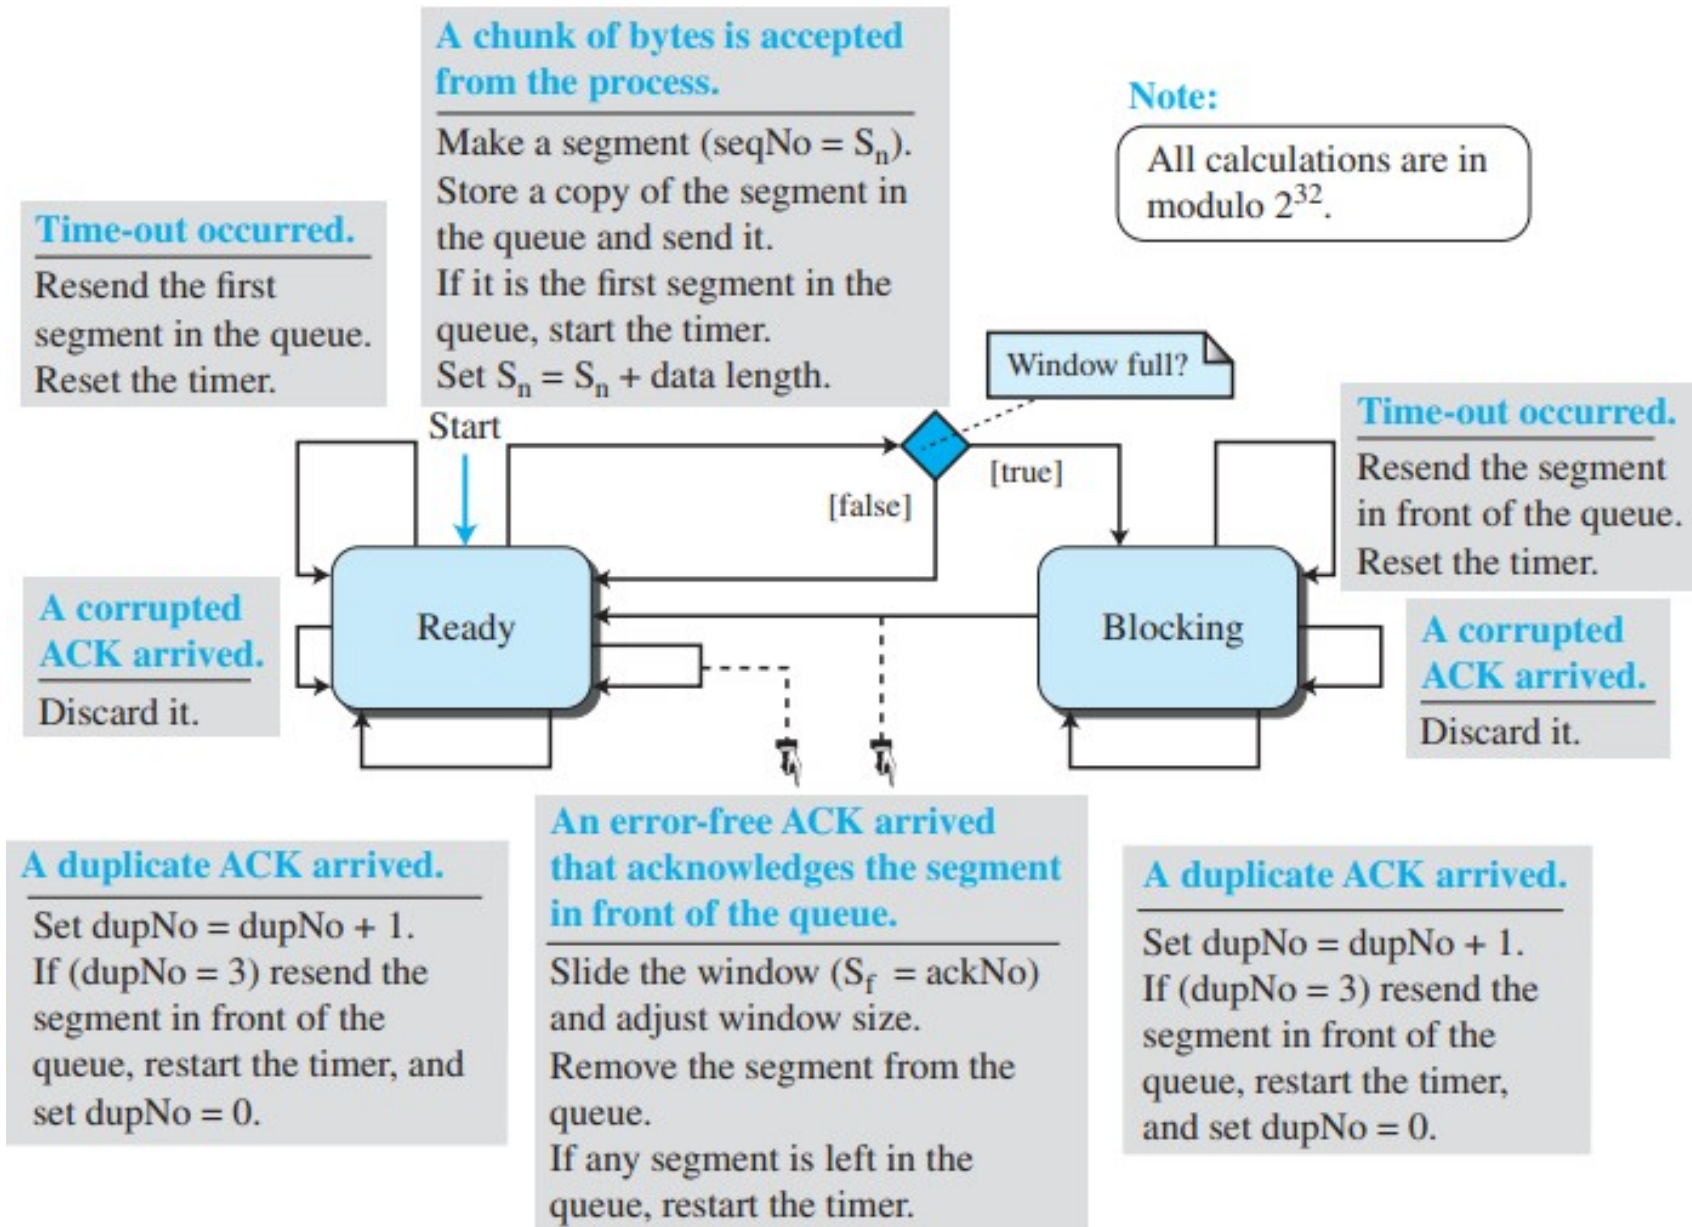 A chunk of bytes is accepted
from the process.
Make a segment (seqNo = Sₙ).
Store a copy of the segment in
the queue and send it.
If it is the first segment in the
queue, start the timer.
Set Sₙ = Sₙ + data length.
Note:
All calculations are in
modulo 2³².
Time-out occurred.
Resend the first
segment in the queue.
Reset the timer.
Window full?
Start
[true]
[false]
Time-out occurred.
Resend the segment
in front of the queue.
Reset the timer.
A corrupted
ACK arrived.
Discard it.
Ready
Blocking
A corrupted
ACK arrived.
Discard it.
A duplicate ACK arrived.
Set dupNo = dupNo + 1.
If (dupNo = 3) resend the
segment in front of the
queue, restart the timer, and
set dupNo = 0.
An error-free ACK arrived
that acknowledges the segment
in front of the queue.
Slide the window (S_f = ackNo)
and adjust window size.
Remove the segment from the
queue.
If any segment is left in the
queue, restart the timer.
A duplicate ACK arrived.
Set dupNo = dupNo + 1.
If (dupNo = 3) resend the
segment in front of the
queue, restart the timer,
and set dupNo = 0.